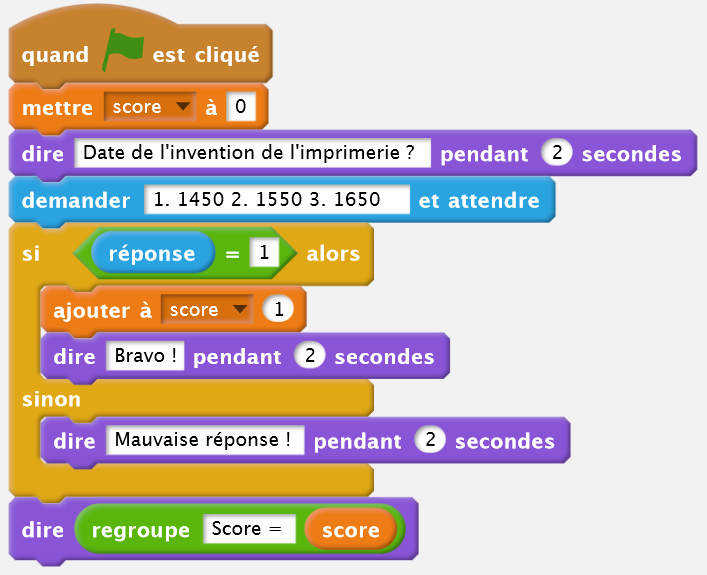 quand est cliqué
mettre score à 0
dire Date de l'invention de l'imprimerie ? pendant 2 secondes
demander 1. 1450 2. 1550 3. 1650 et attendre
si réponse = 1 alors
ajouter à score 1
dire Bravo ! pendant 2 secondes
sinon
dire Mauvaise réponse ! pendant 2 secondes
dire regroupe Score = score